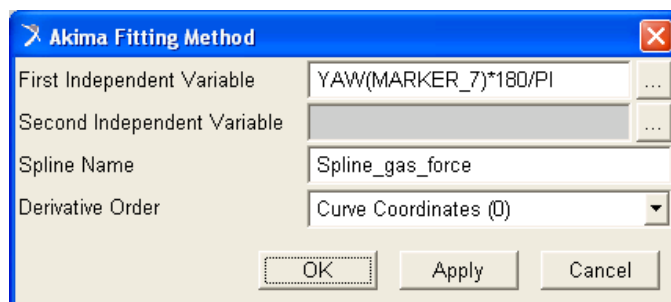 Akima Fitting Method
First Independent Variable YAW(MARKER_7)*180/PI ...
Second Independent Variable ...
Spline Name Spline_gas_force
Derivative Order Curve Coordinates (0)
OK Apply Cancel